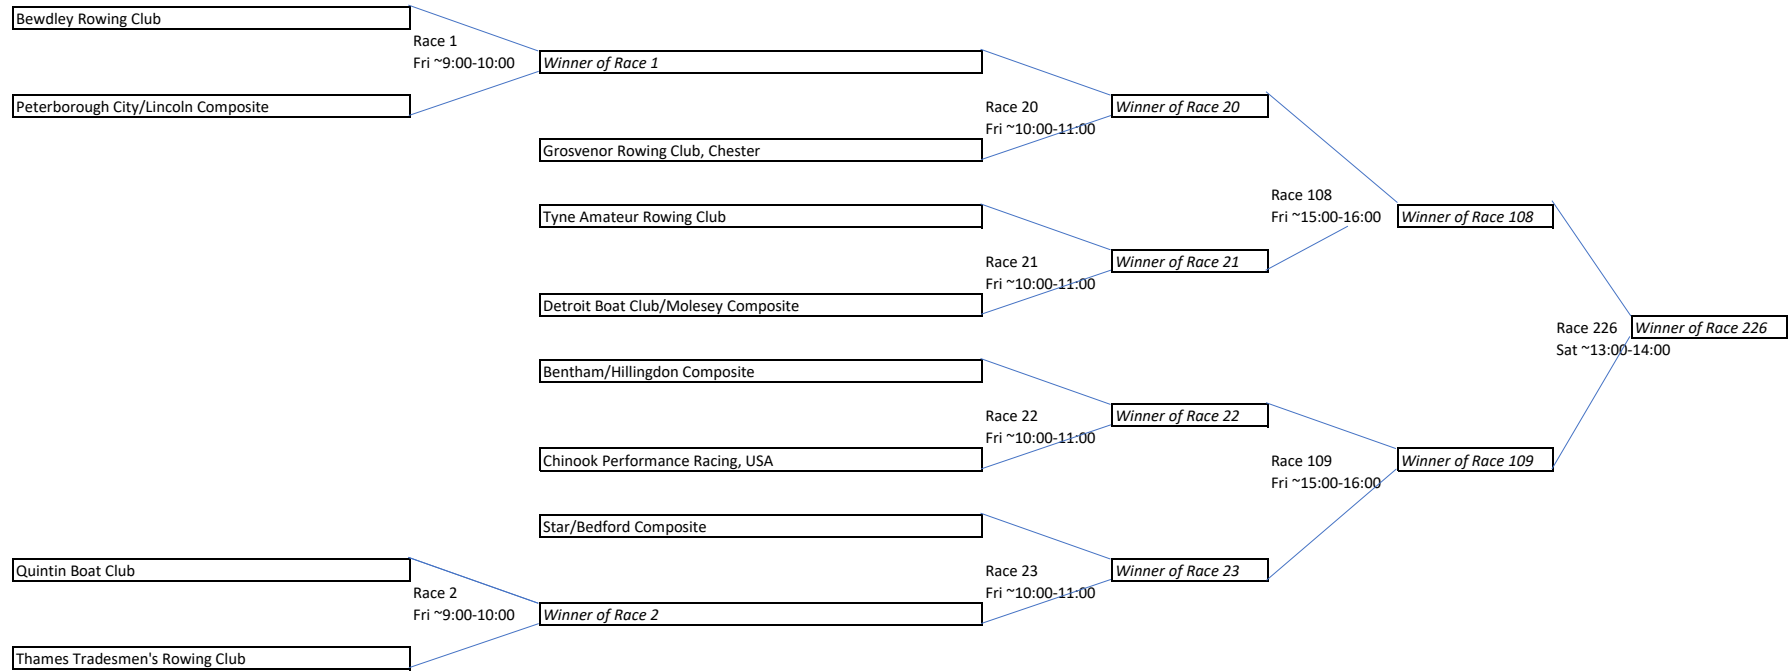 Bewdley Rowing Club
Race 1
Fri ~9:00-10:00
Winner of Race 1
Peterborough City/Lincoln Composite
Race 20
Fri ~10:00-11:00
Winner of Race 20
Grosvenor Rowing Club, Chester
Race 108
Fri ~15:00-16:00
Winner of Race 108
Tyne Amateur Rowing Club
Race 21
Fri ~10:00-11:00
Winner of Race 21
Detroit Boat Club/Molesey Composite
Race 226
Sat ~13:00-14:00
Winner of Race 226
Bentham/Hillingdon Composite
Race 22
Fri ~10:00-11:00
Winner of Race 22
Chinook Performance Racing, USA
Race 109
Fri ~15:00-16:00
Winner of Race 109
Star/Bedford Composite
Race 23
Fri ~10:00-11:00
Winner of Race 23
Quintin Boat Club
Race 2
Fri ~9:00-10:00
Winner of Race 2
Thames Tradesmen's Rowing Club